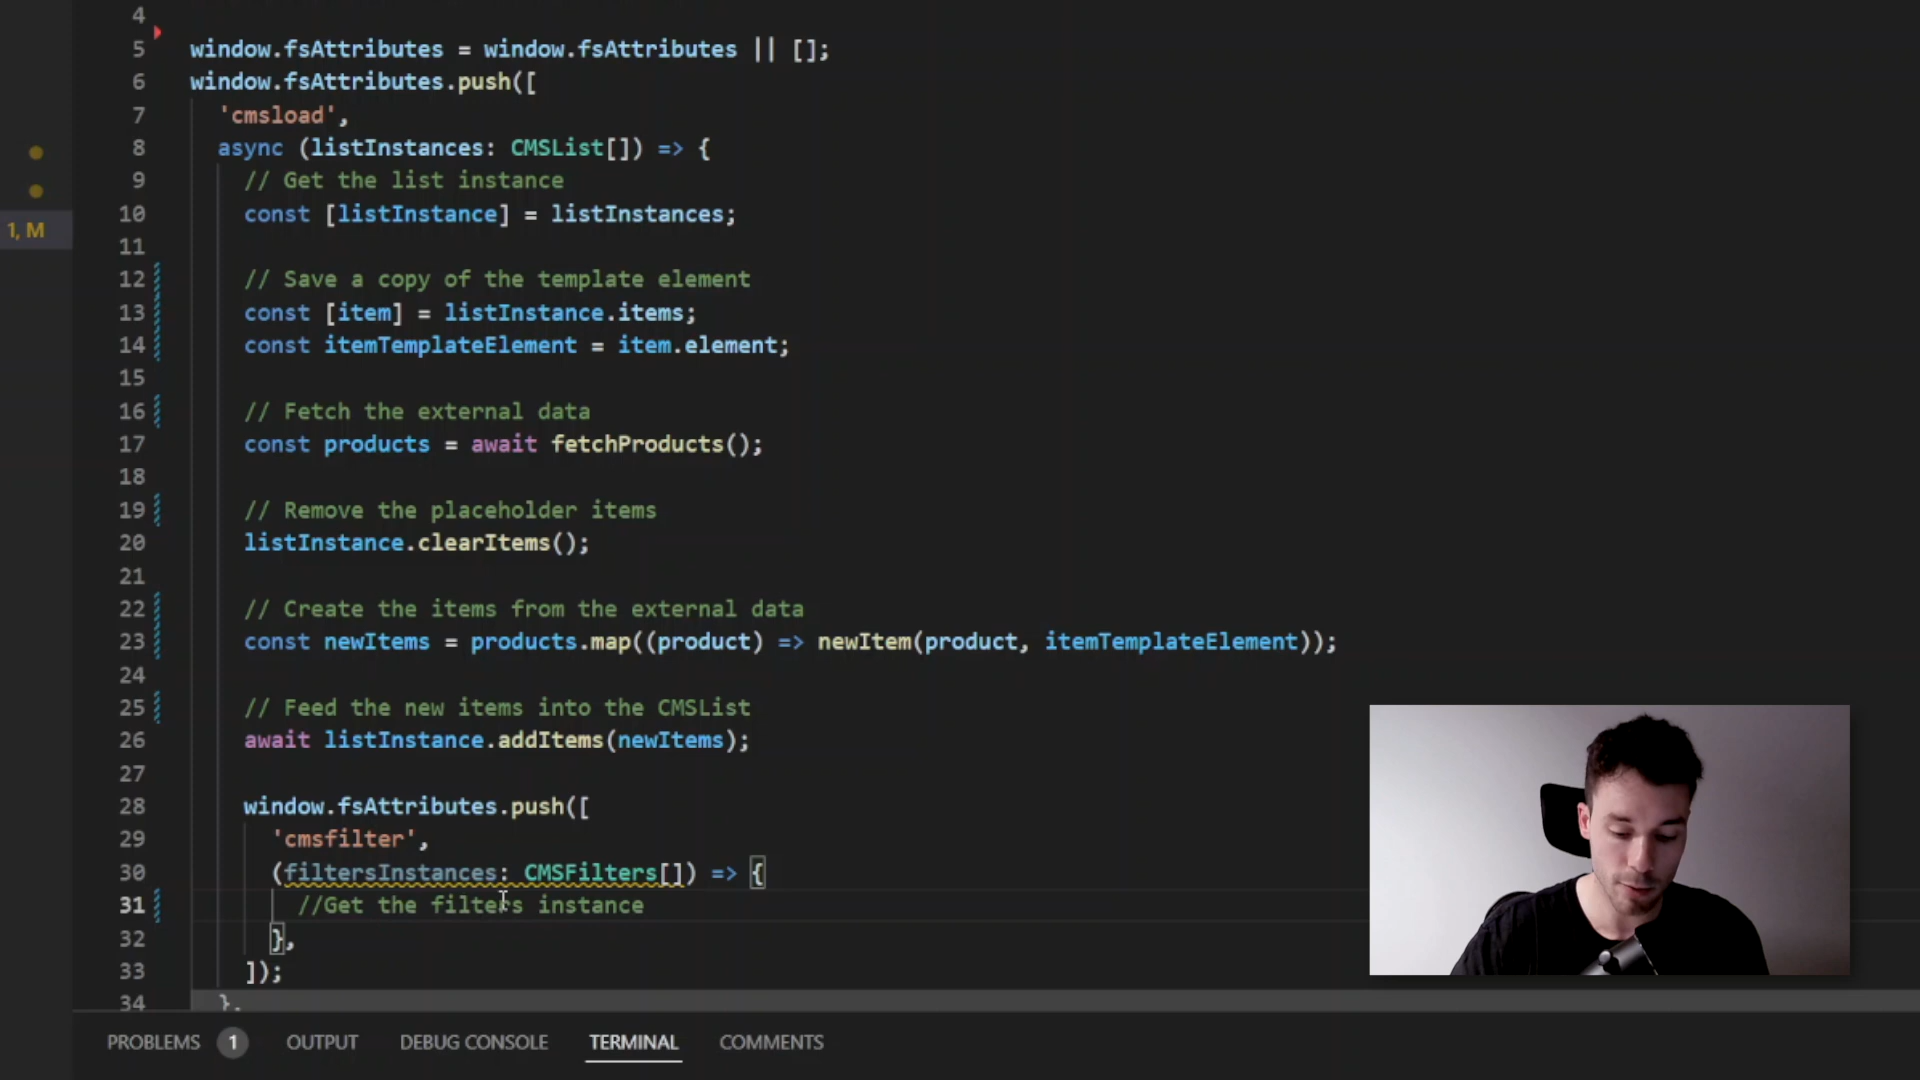 4
5 window.fsAttributes = window.fsAttributes || [];
6 window.fsAttributes.push([
7 'cmsload',
8 async (listInstances: CMSList[]) => {
9 // Get the list instance
10 const [listInstance] = listInstances;
11
12 // Save a copy of the template element
13 const [item] = listInstance.items;
14 const itemTemplateElement = item.element;
15
16 // Fetch the external data
17 const products = await fetchProducts();
18
19 // Remove the placeholder items
1, M
20 listInstance.clearItems();
21
22 // Create the items from the external data
23 const newItems = products.map((product) => newItem(product, itemTemplateElement));
24
25 // Feed the new items into the CMSList
26 await listInstance.addItems(newItems);
27
28 window.fsAttributes.push([
29 'cmsfilter',
30 (filtersInstances: CMSFilters[]) => {
31 //Get the filters instance
32 },
33 ]);
34 },
PROBLEMS 1 OUTPUT DEBUG CONSOLE TERMINAL COMMENTS